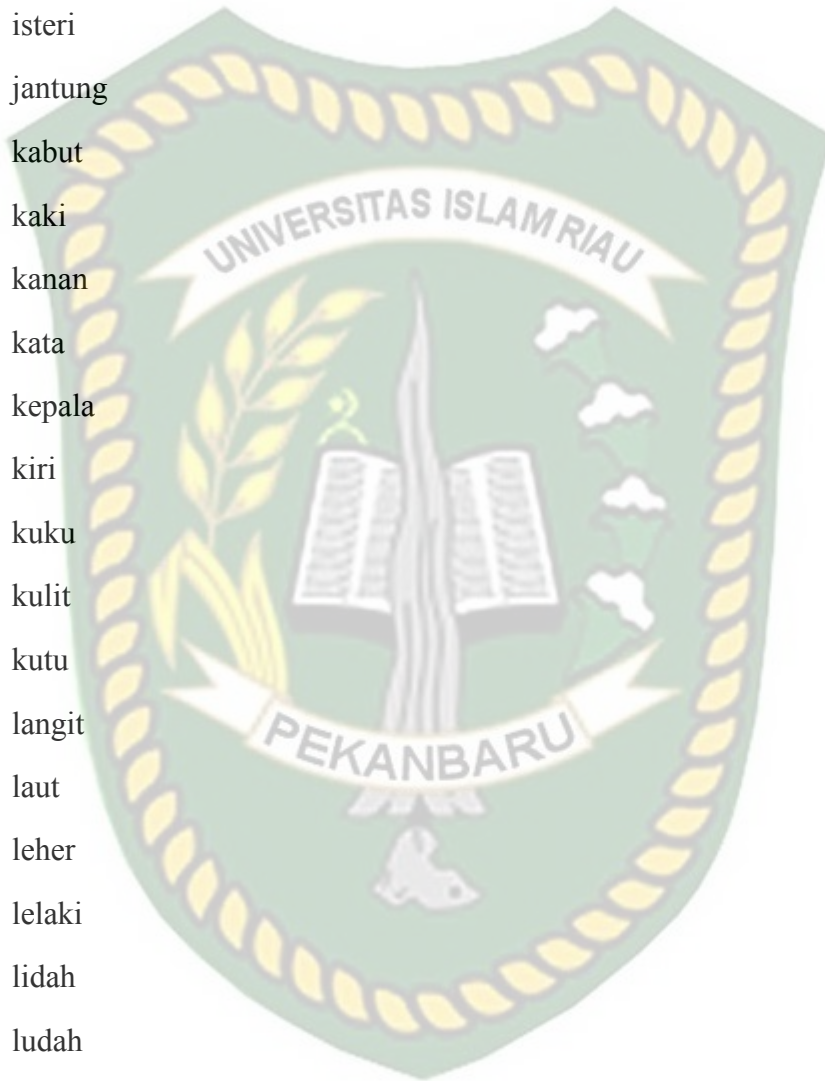 isteri
jantung
kabut
kaki
UNIVERSITAS ISLAM RIAU
kanan
kata
kepala
kiri
kuku
kulit
kutu
langit
PEKANBARU
laut
leher
lelaki
lidah
ludah